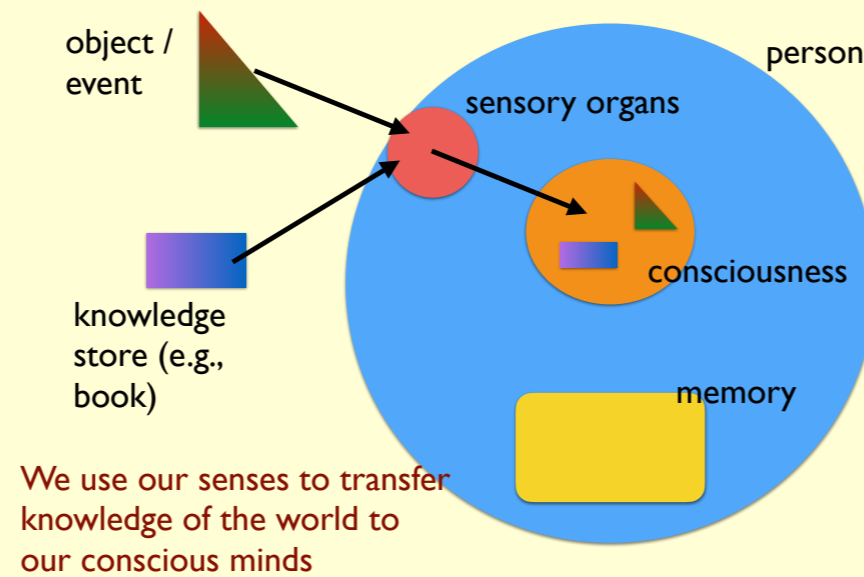 object /
event
person
sensory organs
consciousness
knowledge
store (e.g.,
book)
memory
We use our senses to transfer
knowledge of the world to
our conscious minds